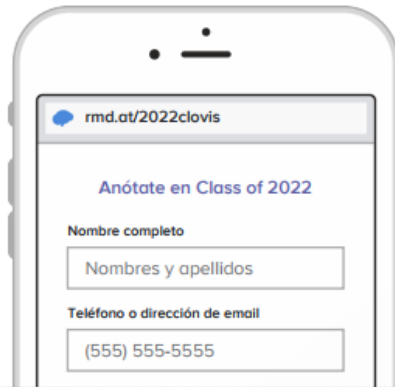 rmd.at/2022clovis
Anótate en Class of 2022
Nombre completo
Nombres y apellidos
Teléfono o dirección de email
(555) 555-5555